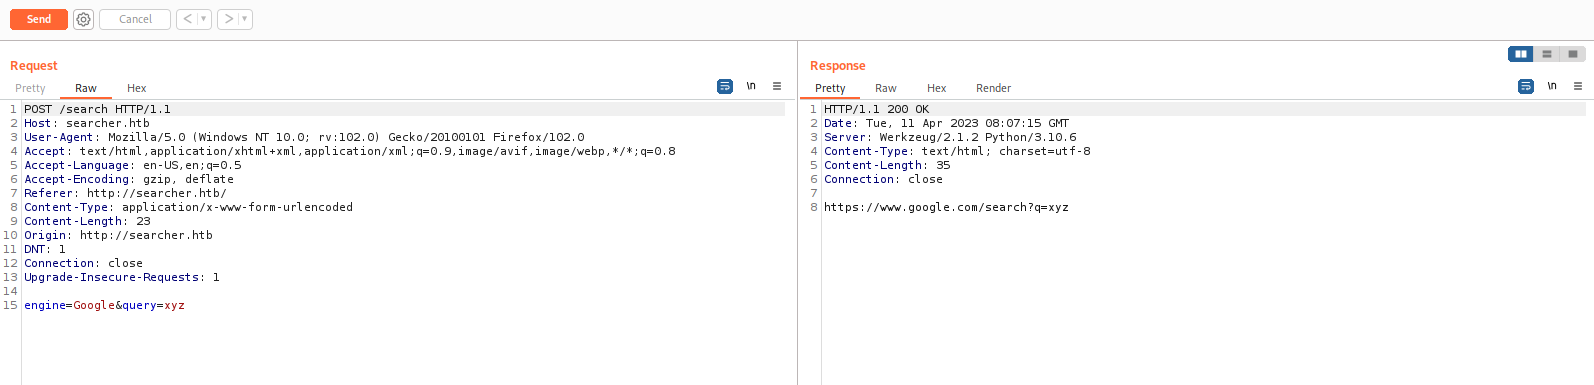 Send Cancel < ▼ > ▼
Request
Pretty Raw Hex \n
1 POST /search HTTP/1.1
2 Host: searcher.htb
3 User-Agent: Mozilla/5.0 (Windows NT 10.0; rv:102.0) Gecko/20100101 Firefox/102.0
4 Accept: text/html,application/xhtml+xml,application/xml;q=0.9,image/avif,image/webp,*/*;q=0.8
5 Accept-Language: en-US,en;q=0.5
6 Accept-Encoding: gzip, deflate
7 Referer: http://searcher.htb/
8 Content-Type: application/x-www-form-urlencoded
9 Content-Length: 23
10 Origin: http://searcher.htb
11 DNT: 1
12 Connection: close
13 Upgrade-Insecure-Requests: 1
14
15 engine=Google&query=xyz
Response
Pretty Raw Hex Render \n
1 HTTP/1.1 200 OK
2 Date: Tue, 11 Apr 2023 08:07:15 GMT
3 Server: Werkzeug/2.1.2 Python/3.10.6
4 Content-Type: text/html; charset=utf-8
5 Content-Length: 35
6 Connection: close
7
8 https://www.google.com/search?q=xyz